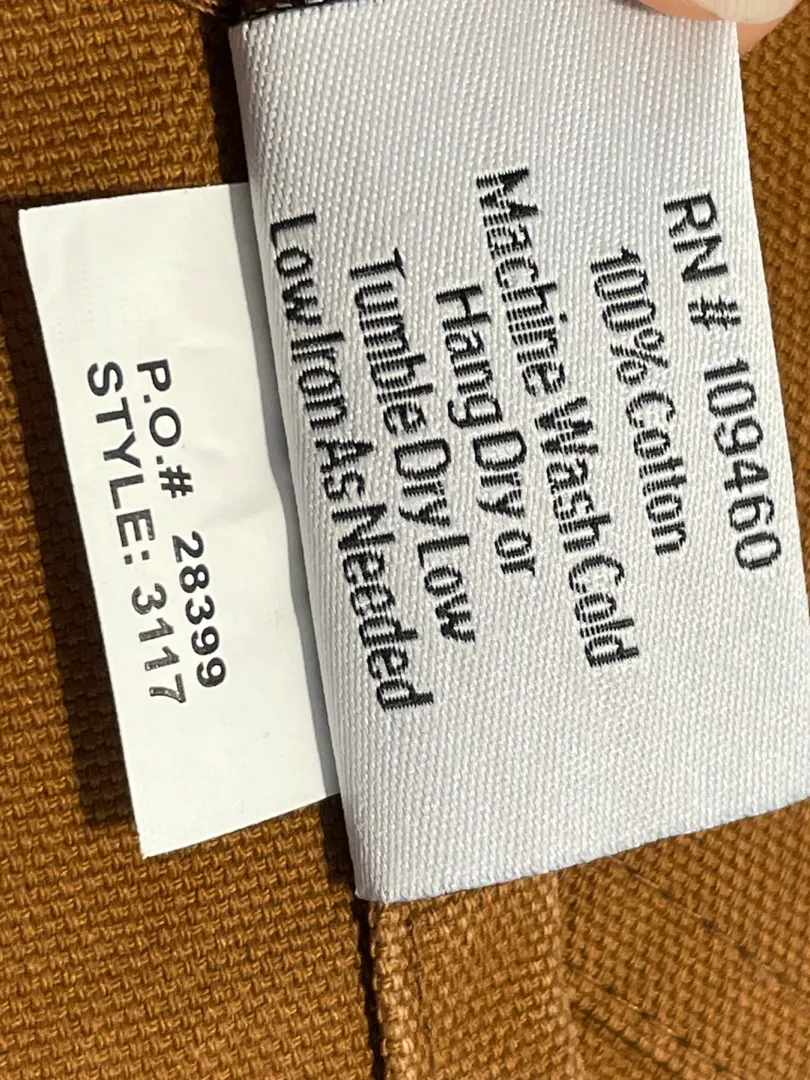 RN # 109460
100% Cotton
Machine Wash Cold
Hang Dry or
Tumble Dry Low
Low Iron As Needed
P.O.# 28399
STYLE: 3117